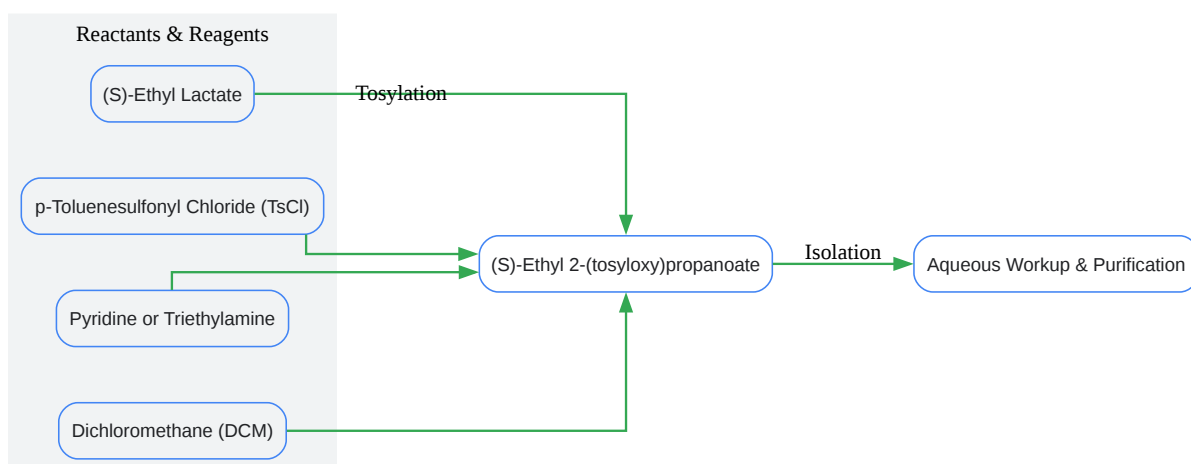 Reactants & Reagents
(S)-Ethyl Lactate
Tosylation
p-Toluenesulfonyl Chloride (TsCl)
(S)-Ethyl 2-(tosyloxy)propanoate
Isolation
Aqueous Workup & Purification
Pyridine or Triethylamine
Dichloromethane (DCM)